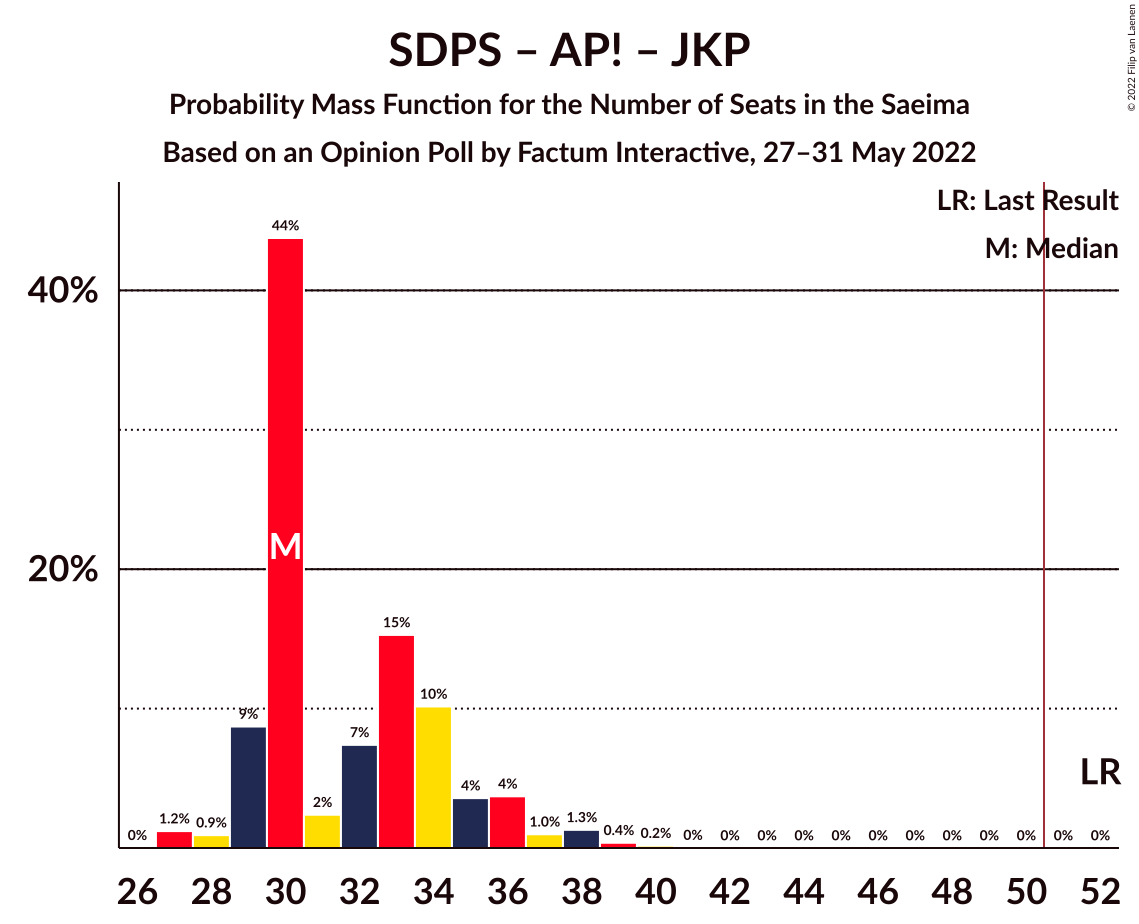 SDPS – AP! – JKP
Probability Mass Function for the Number of Seats in the Saeima
Based on an Opinion Poll by Factum Interactive, 27–31 May 2022
© 2022 Filip van Laenen
LR: Last Result
M: Median
40%
20%
0% 1.2% 0.9% 9% 44% 2% 7% 15% 10% 4% 4% 1.0% 1.3% 0.4% 0.2% 0% 0% 0% 0% 0% 0% 0% 0% 0% 0% 0% 0%
M
LR
26 28 30 32 34 36 38 40 42 44 46 48 50 52